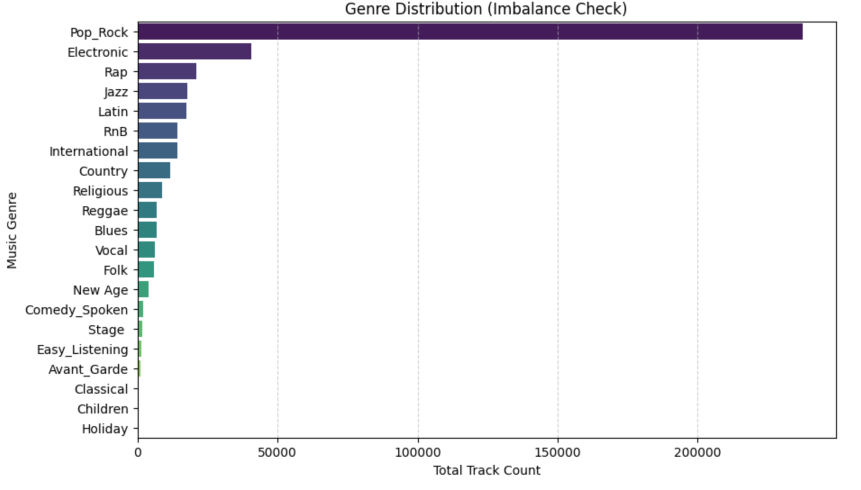 Genre Distribution (Imbalance Check)
Pop_Rock
Electronic
Rap
Jazz
Latin
RnB
International
Country
Religious
Reggae
Blues
Vocal
Folk
New Age
Comedy_Spoken
Stage
Easy_Listening
Avant_Garde
Classical
Children
Holiday
Music Genre
0 50000 100000 150000 200000
Total Track Count